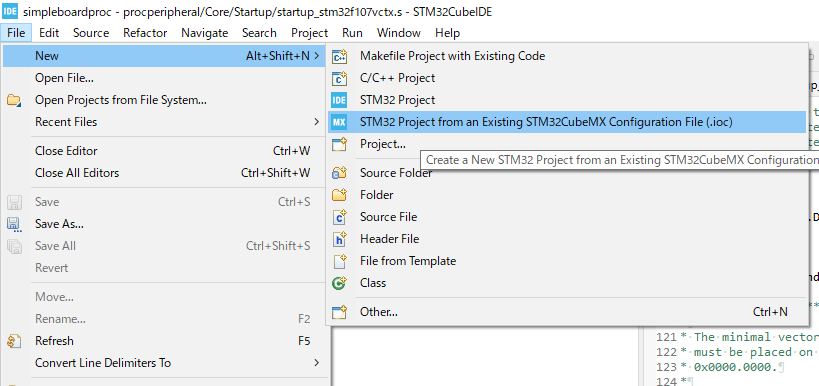 IDE simpleboardproc - procperipheral/Core/Startup/startup_stm32f107vctx.s - STM32CubeIDE
File Edit Source Refactor Navigate Search Project Run Window Help
New Alt+Shift+N >
Open File...
Open Projects from File System...
Recent Files >
Close Editor Ctrl+W
Close All Editors Ctrl+Shift+W
Save Ctrl+S
Save As...
Save All Ctrl+Shift+S
Revert
Move...
Rename... F2
Refresh F5
Convert Line Delimiters To >
Makefile Project with Existing Code
C/C++ Project
IDE STM32 Project
MX STM32 Project from an Existing STM32CubeMX Configuration File (.ioc)
Project...
Create a New STM32 Project from an Existing STM32CubeMX Configuration
Source Folder
Folder
Source File
Header File
File from Template
Class
Other... Ctrl+N
121 * The minimal vector
122 * must be placed on
123 * 0x0000.0000.¶
124 *¶